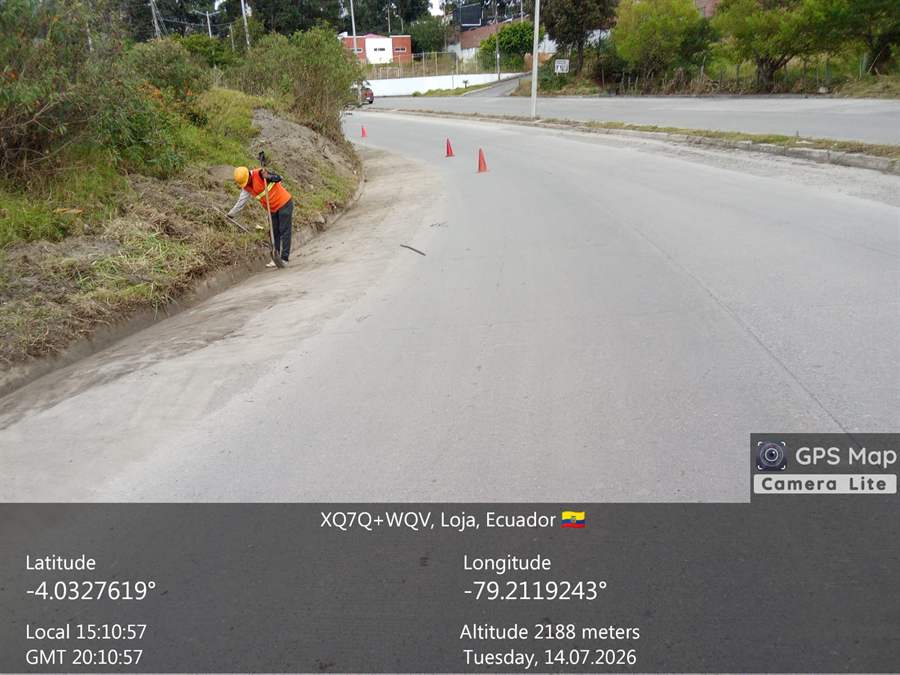 GPS Map
Camera Lite
XQ7Q+WQV, Loja, Ecuador 🇪🇨
Latitude
-4.0327619°
Longitude
-79.2119243°
Local 15:10:57
GMT 20:10:57
Altitude 2188 meters
Tuesday, 14.07.2026